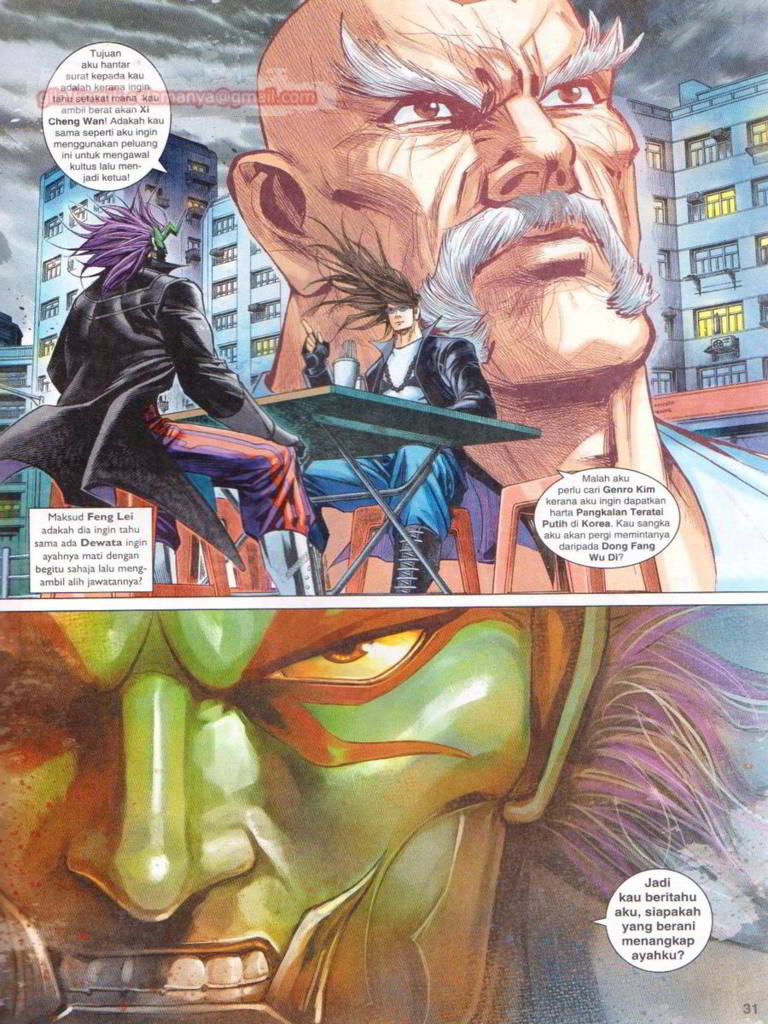 Tujuan
aku hantar
surat kepada kau
adalah kerana ingin
tahu setakat mana kau
ambil berat akan Xi
Cheng Wan! Adakah kau
sama seperti aku ingin
menggunakan peluang
ini untuk mengawal
kultus lalu men-
jadi ketua!
manya@gmail.com
Malah aku
perlu cari Genro Kim
kerana aku ingin dapatkan
harta Pangkalan Teratai
Putih di Korea. Kau sangka
aku akan pergi memintanya
daripada Dong Fang
Wu Di?
Maksud Feng Lei
adakah dia ingin tahu
sama ada Dewata ingin
ayahnya mati dengan
begitu sahaja lalu meng-
ambil alih jawatannya?
Jadi
kau beritahu
aku, siapakah
yang berani
menangkap
ayahku?
31